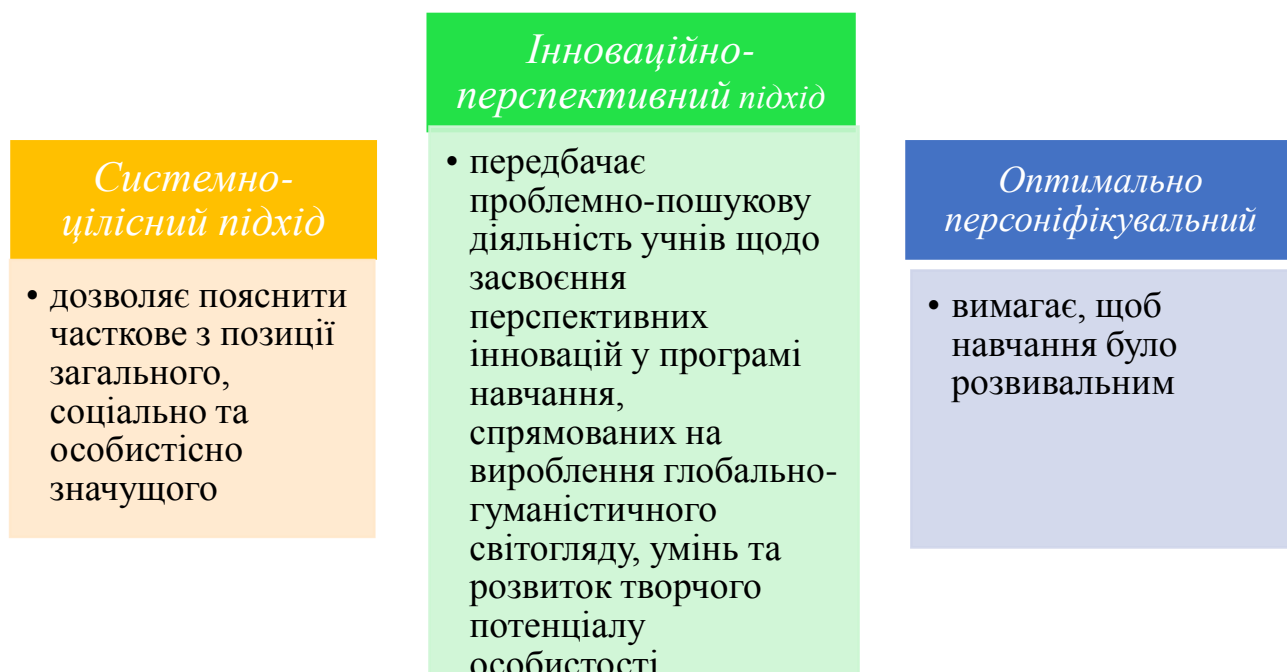 Системно-
цілісний підхід
• дозволяє пояснити
часткове з позиції
загального,
соціально та
особистісно
значущого
Інноваційно-
перспективний підхід
• передбачає
проблемно-пошукову
діяльність учнів щодо
засвоєння
перспективних
інновацій у програмі
навчання,
спрямованих на
вироблення глобально-
гуманістичного
світогляду, умінь та
розвиток творчого
потенціалу
особистості
Оптимально
персоніфікувальний
• вимагає, щоб
навчання було
розвивальним